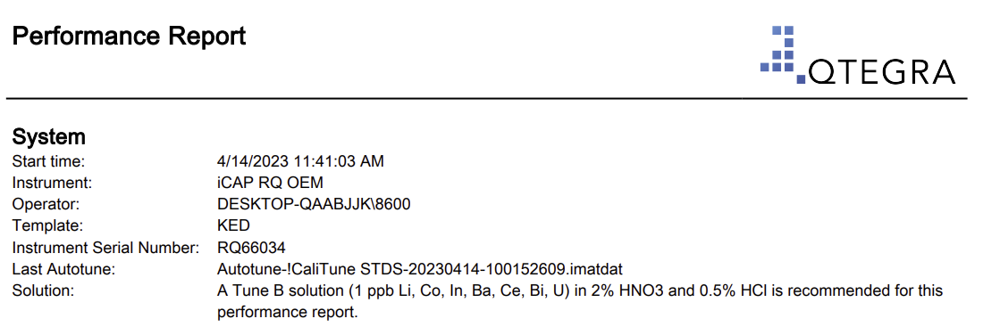 Performance Report
QTEGRA
System
Start time: 4/14/2023 11:41:03 AM
Instrument: iCAP RQ OEM
Operator: DESKTOP-QAABJJK\8600
Template: KED
Instrument Serial Number: RQ66034
Last Autotune: Autotune-!CaliTune STDS-20230414-100152609.imatdat
Solution: A Tune B solution (1 ppb Li, Co, In, Ba, Ce, Bi, U) in 2% HNO3 and 0.5% HCl is recommended for this
performance report.